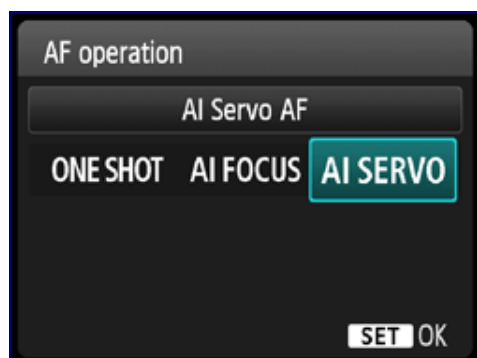 AF operation
AI Servo AF
ONE SHOT AI FOCUS AI SERVO
SET OK